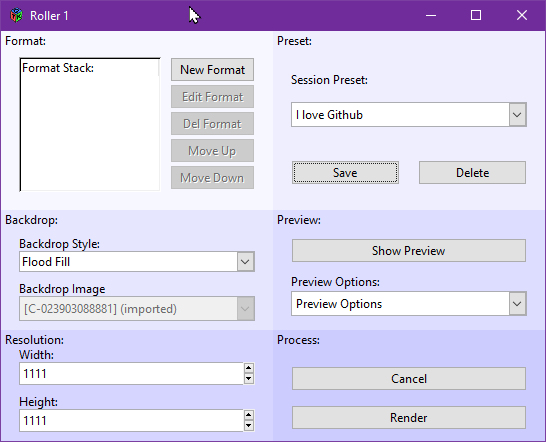 Roller 1
Format:
Format Stack:
New Format
Edit Format
Del Format
Move Up
Move Down
Preset:
Session Preset:
I love Github
Save
Delete
Backdrop:
Backdrop Style:
Flood Fill
Backdrop Image
[C-023903088881] (imported)
Preview:
Show Preview
Preview Options:
Preview Options
Resolution:
Width:
1111
Height:
1111
Process:
Cancel
Render